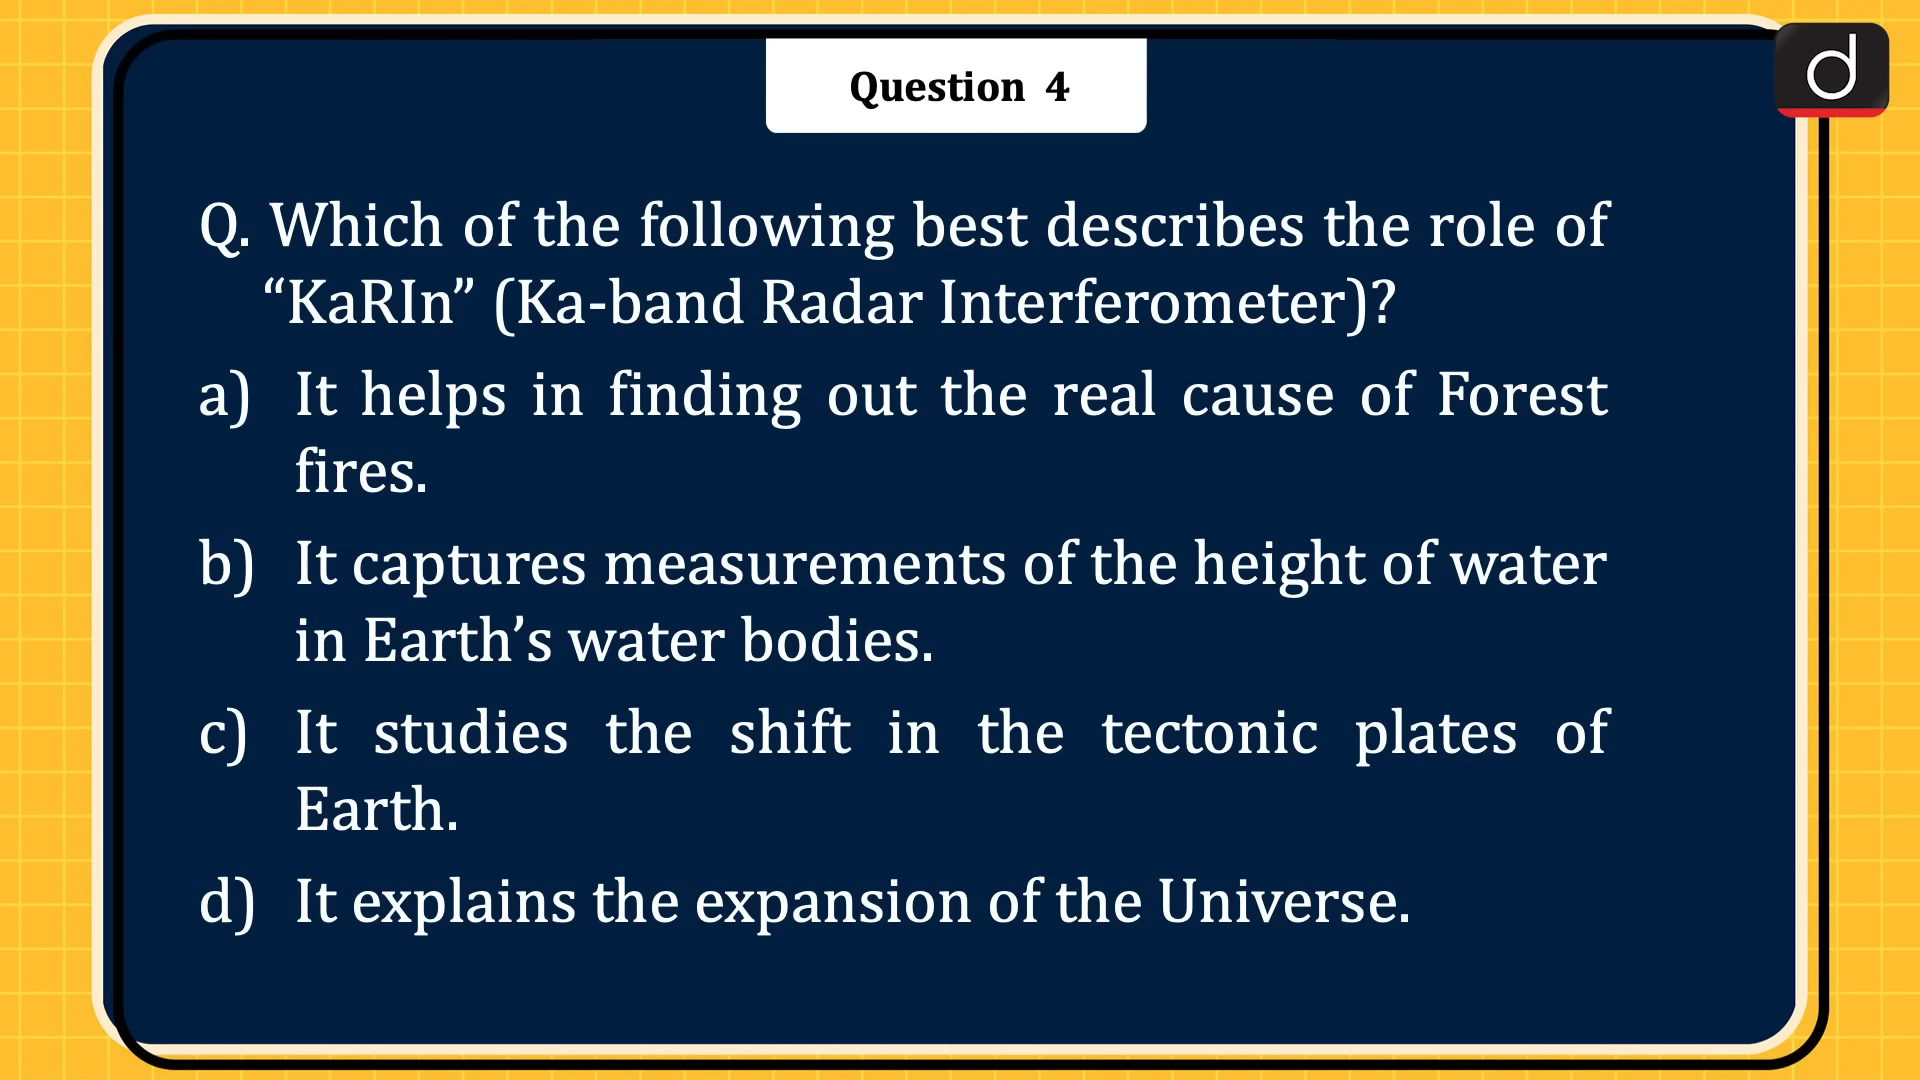 Question 4
d
Q. Which of the following best describes the role of
“KaRIn” (Ka-band Radar Interferometer)?
a) It helps in finding out the real cause of Forest
fires.
b) It captures measurements of the height of water
in Earth’s water bodies.
c) It studies the shift in the tectonic plates of
Earth.
d) It explains the expansion of the Universe.